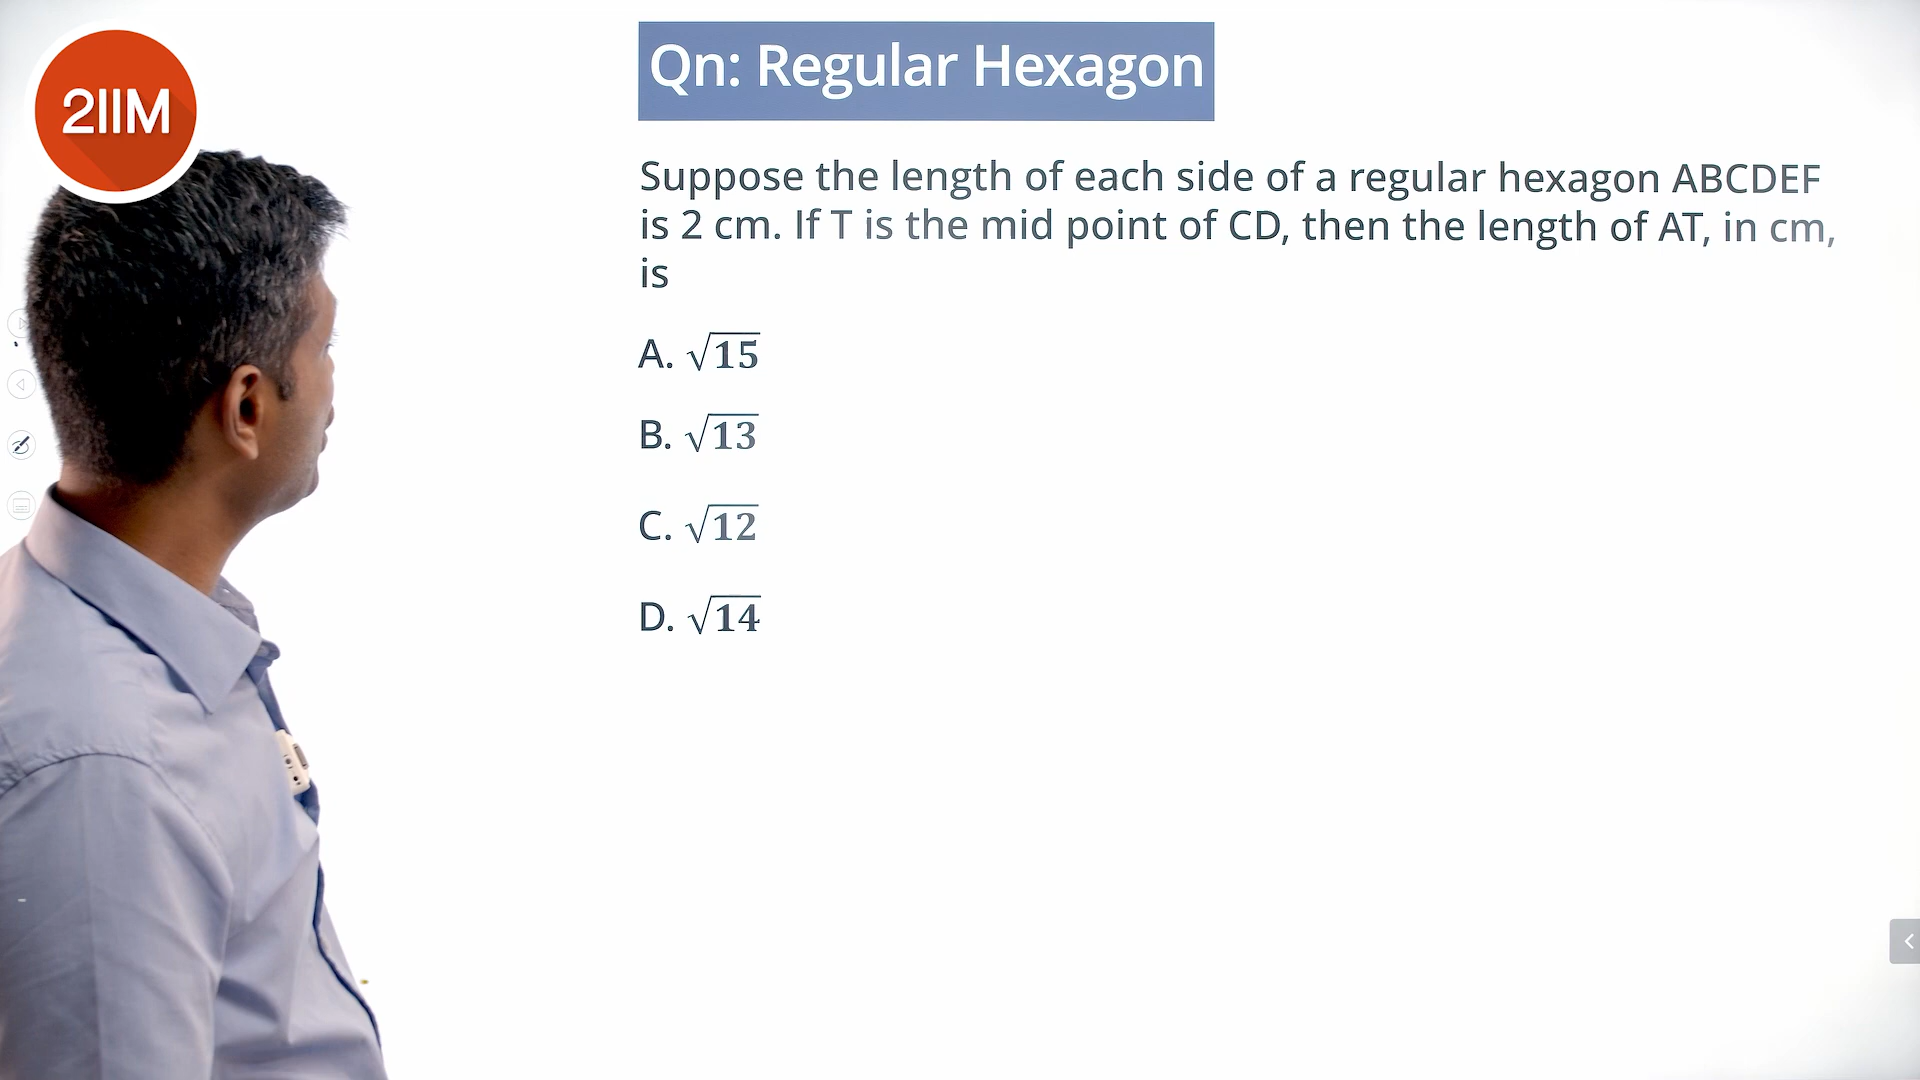 2IIM
Qn: Regular Hexagon
Suppose the length of each side of a regular hexagon ABCDEF
is 2 cm. If T is the mid point of CD, then the length of AT, in cm,
is
A. √15
B. √13
C. √12
D. √14